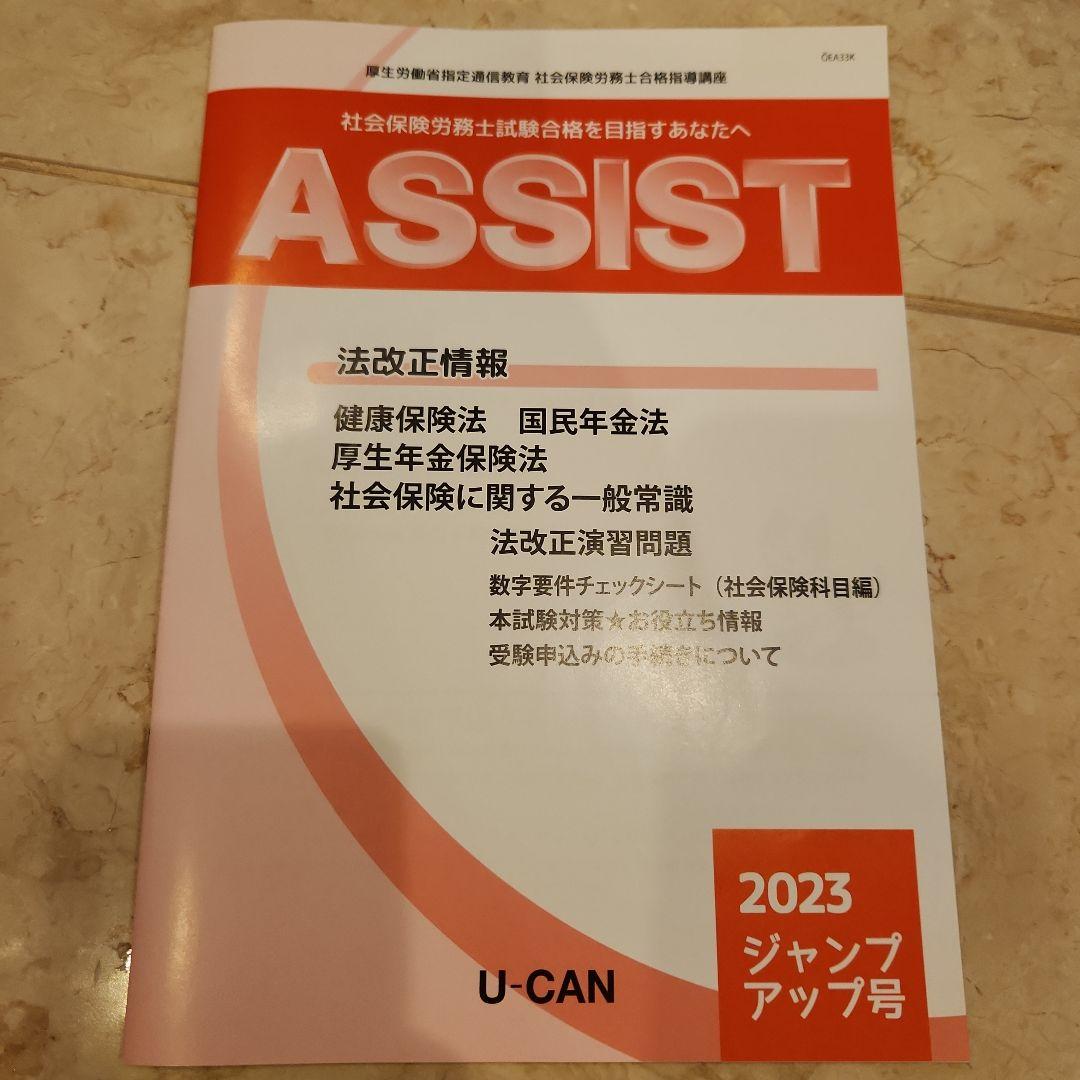 GEA33K
厚生労働省指定通信教育 社会保険労務士合格指導講座
社会保険労務士試験合格を目指すあなたへ
ASSIST
法改正情報
健康保険法　国民年金法
厚生年金保険法
社会保険に関する一般常識
法改正演習問題
数字要件チェックシート（社会保険科目編）
本試験対策★お役立ち情報
受験申込みの手続きについて
2023
ジャンプ
アップ号
U-CAN